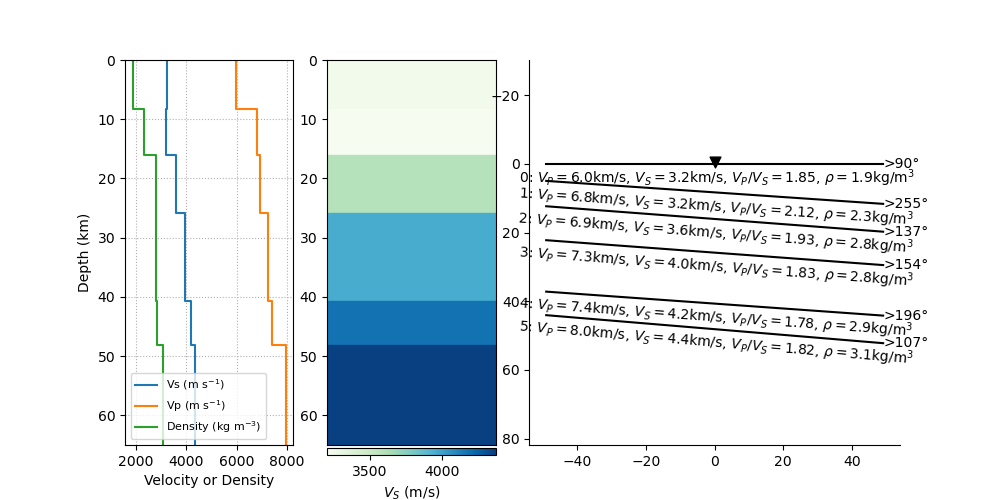 0
10
20
30
40
50
60
Depth (km)
2000 4000 6000 8000
Velocity or Density
Vs (m s⁻¹)
Vp (m s⁻¹)
Density (kg m⁻³)
0
10
20
30
40
50
60
3500 4000
V_S (m/s)
−20
0
20
40
60
80
−40 −20 0 20 40
>90°
0: V_P = 6.0km/s, V_S = 3.2km/s, V_P/V_S = 1.85, ρ = 1.9kg/m³
>255°
1: V_P = 6.8km/s, V_S = 3.2km/s, V_P/V_S = 2.12, ρ = 2.3kg/m³
>137°
2: V_P = 6.9km/s, V_S = 3.6km/s, V_P/V_S = 1.93, ρ = 2.8kg/m³
>154°
3: V_P = 7.3km/s, V_S = 4.0km/s, V_P/V_S = 1.83, ρ = 2.8kg/m³
>196°
4: V_P = 7.4km/s, V_S = 4.2km/s, V_P/V_S = 1.78, ρ = 2.9kg/m³
>107°
5: V_P = 8.0km/s, V_S = 4.4km/s, V_P/V_S = 1.82, ρ = 3.1kg/m³